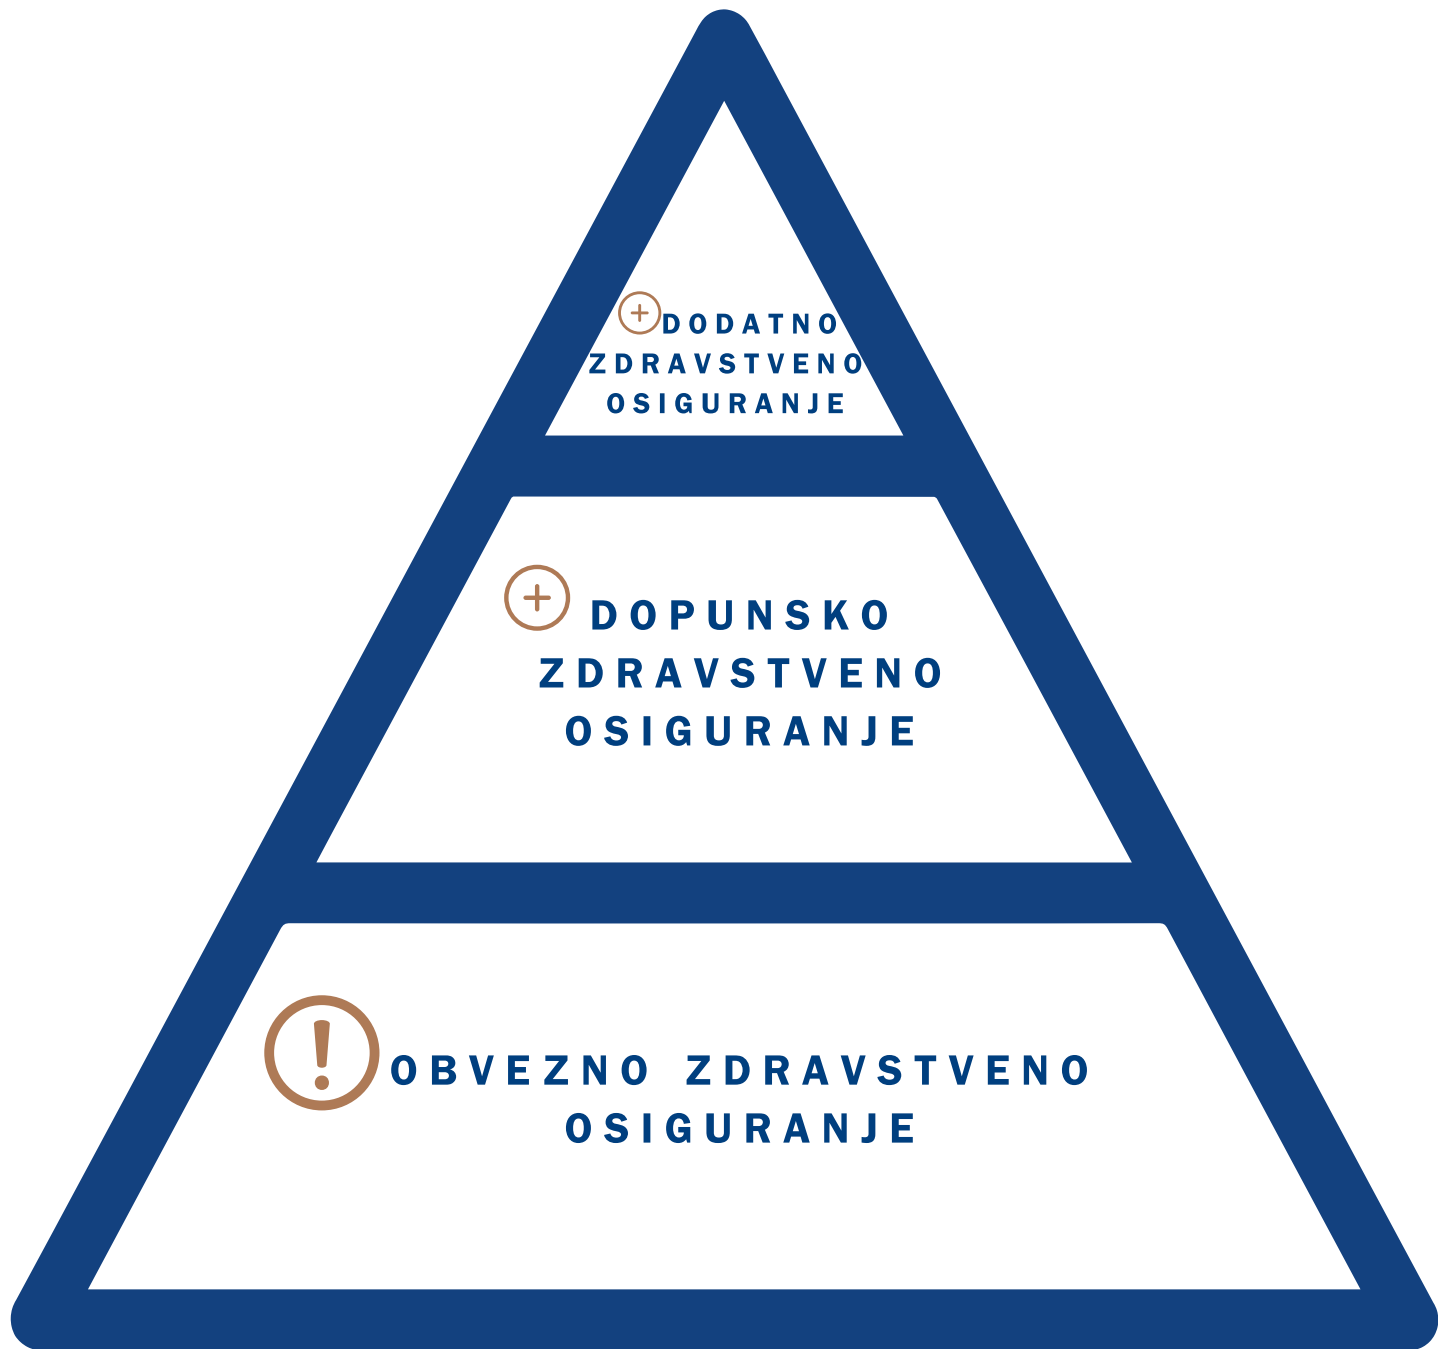 DODATNO
ZDRAVSTVENO
OSIGURANJE
DOPUNSKO
ZDRAVSTVENO
OSIGURANJE
OBVEZNO ZDRAVSTVENO
OSIGURANJE